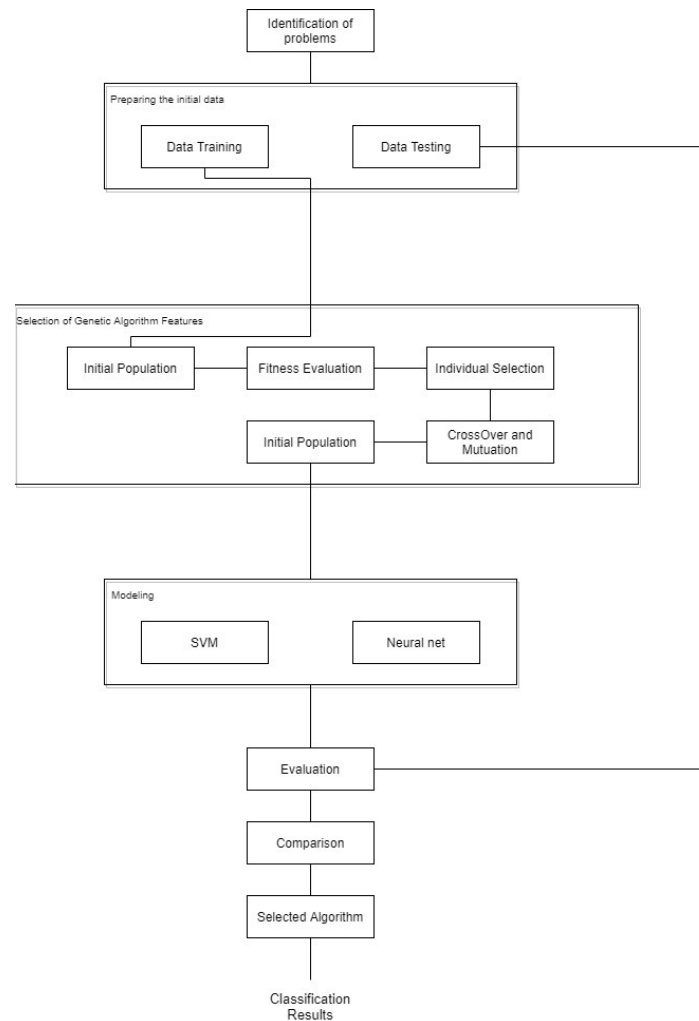 Identification of
problems
Preparing the initial data
Data Training
Data Testing
Selection of Genetic Algorithm Features
Initial Population
Fitness Evaluation
Individual Selection
Initial Population
CrossOver and
Mutuation
Modeling
SVM
Neural net
Evaluation
Comparison
Selected Algorithm
Classification
Results